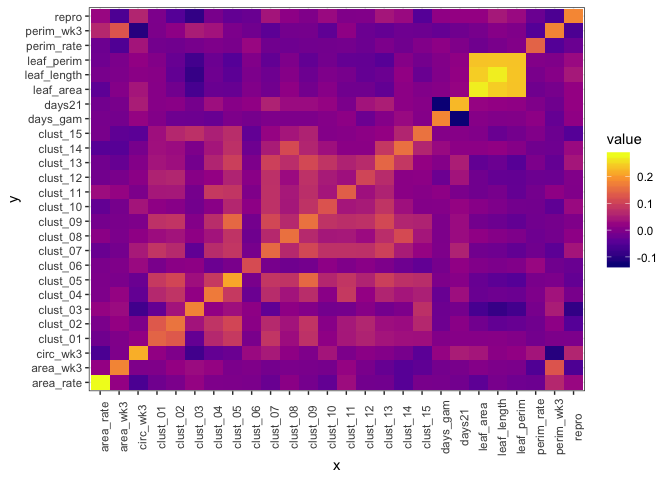 repro
perim_wk3
perim_rate
leaf_perim
leaf_length
leaf_area
days21
days_gam
clust_15
clust_14
clust_13
clust_12
clust_11
clust_10
clust_09
clust_08
clust_07
clust_06
clust_05
clust_04
clust_03
clust_02
clust_01
circ_wk3
area_wk3
area_rate
y
area_rate
area_wk3
circ_wk3
clust_01
clust_02
clust_03
clust_04
clust_05
clust_06
clust_07
clust_08
clust_09
clust_10
clust_11
clust_12
clust_13
clust_14
clust_15
days_gam
days21
leaf_area
leaf_length
leaf_perim
perim_rate
perim_wk3
repro
x
value
0.2
0.1
0.0
-0.1